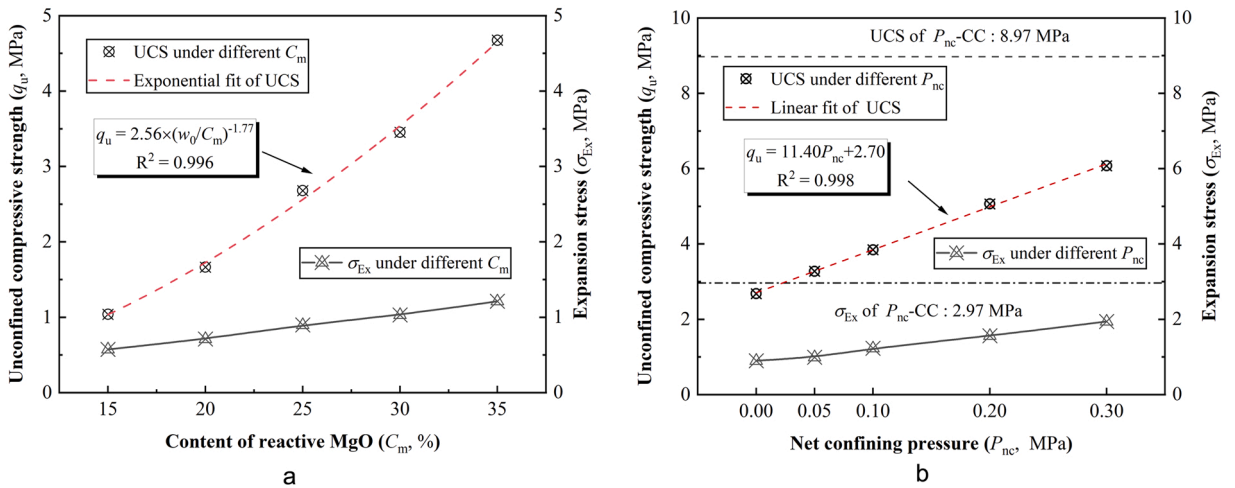 Unconfined compressive strength (qu, MPa)
5
4
3
2
1
0
UCS under different Cm
Exponential fit of UCS
qu = 2.56×(w0/Cm)^-1.77
R² = 0.996
σEx under different Cm
15
20
25
30
35
Content of reactive MgO (Cm, %)
5
4
3
2
1
0
Expansion stress (σEx, MPa)
a
Unconfined compressive strength (qu, MPa)
10
8
6
4
2
0
UCS of Pnc-CC : 8.97 MPa
UCS under different Pnc
Linear fit of UCS
qu = 11.40Pnc+2.70
R² = 0.998
σEx under different Pnc
σEx of Pnc-CC : 2.97 MPa
0.00
0.05
0.10
0.20
0.30
Net confining pressure (Pnc, MPa)
10
8
6
4
2
0
Expansion stress (σEx, MPa)
b